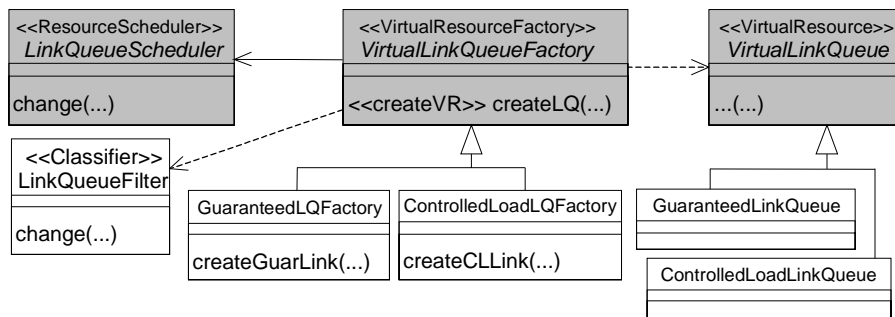 <<ResourceScheduler>>
LinkQueueScheduler
change(...)
<<VirtualResourceFactory>>
VirtualLinkQueueFactory
<<createVR>> createLQ(...)
<<VirtualResource>>
VirtualLinkQueue
...(...)
<<Classifier>>
LinkQueueFilter
change(...)
GuaranteedLQFactory
createGuarLink(...)
ControlledLoadLQFactory
createCLLink(...)
GuaranteedLinkQueue
ControlledLoadLinkQueue